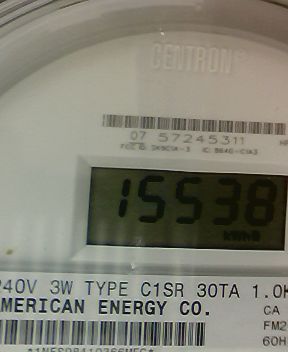 CENTRON
07 57245311
15538
kWh
240V 3W TYPE C1SR 30TA 1.0K
AMERICAN ENERGY CO.
CA
FM2
60H